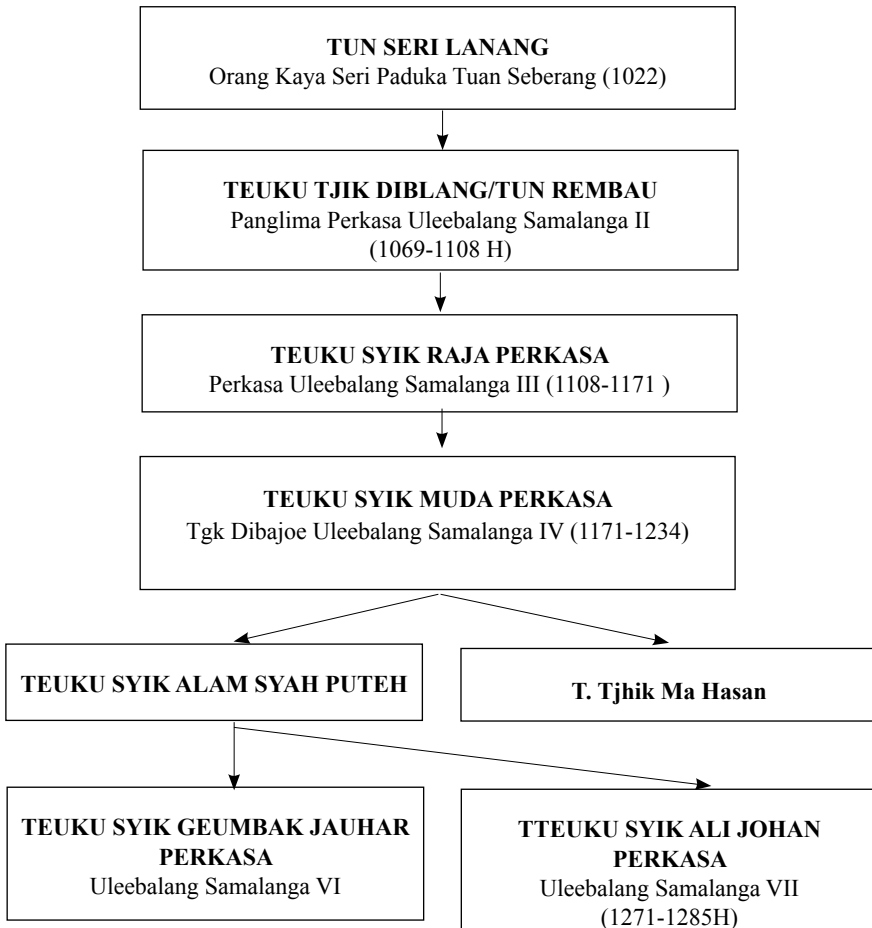 TUN SERI LANANG
Orang Kaya Seri Paduka Tuan Seberang (1022)
TEUKU TJIK DIBLANG/TUN REMBAU
Panglima Perkasa Uleebalang Samalanga II
(1069-1108 H)
TEUKU SYIK RAJA PERKASA
Perkasa Uleebalang Samalanga III (1108-1171 )
TEUKU SYIK MUDA PERKASA
Tgk Dibajoe Uleebalang Samalanga IV (1171-1234)
TEUKU SYIK ALAM SYAH PUTEH
T. Tjhik Ma Hasan
TEUKU SYIK GEUMBAK JAUHAR
PERKASA
Uleebalang Samalanga VI
TTEUKU SYIK ALI JOHAN
PERKASA
Uleebalang Samalanga VII
(1271-1285H)